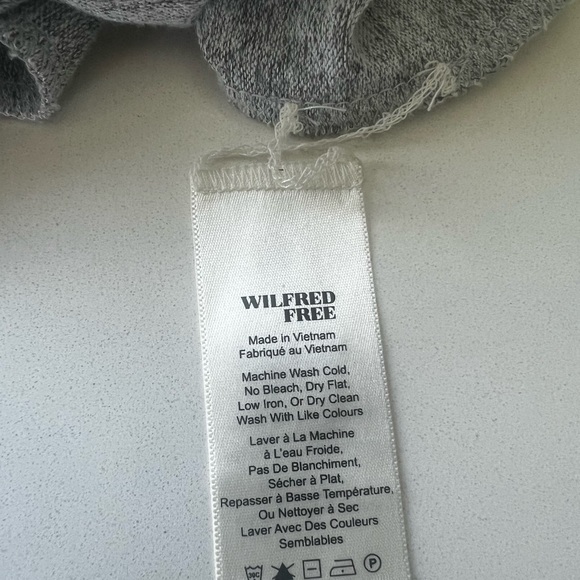 WILFRED
FREE
Made in Vietnam
Fabriqué au Vietnam
Machine Wash Cold,
No Bleach, Dry Flat,
Low Iron, Or Dry Clean
Wash With Like Colours
Laver à La Machine
à L'eau Froide,
Pas De Blanchiment,
Sécher à Plat,
Repasser à Basse Température,
Ou Nettoyer à Sec
Laver Avec Des Couleurs
Semblables
30C
P